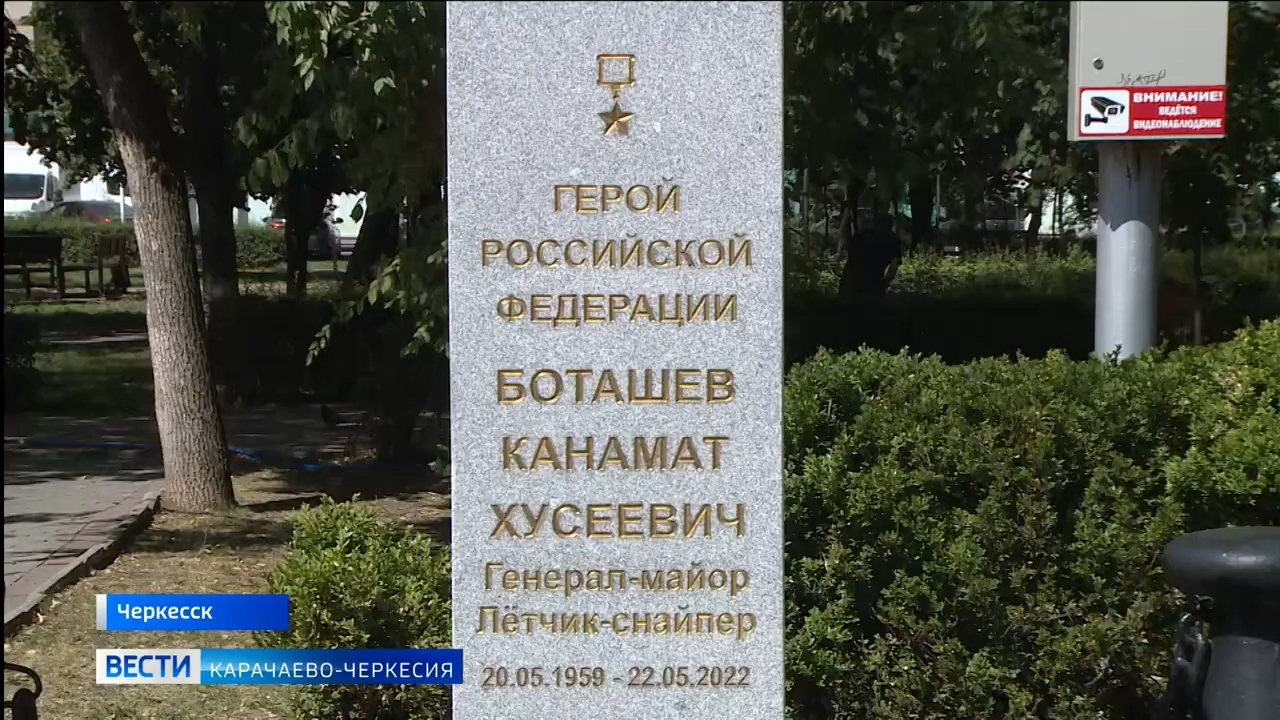 ГЕРОЙ
РОССИЙСКОЙ
ФЕДЕРАЦИИ
БОТАШЕВ
КАНАМАТ
ХУСЕЕВИЧ
Генерал-майор
Лётчик-снайпер
20.05.1959 - 22.05.2022
ВНИМАНИЕ!
ВЕДЁТСЯ
ВИДЕОНАБЛЮДЕНИЕ
Черкесск
ВЕСТИ КАРАЧАЕВО-ЧЕРКЕСИЯ